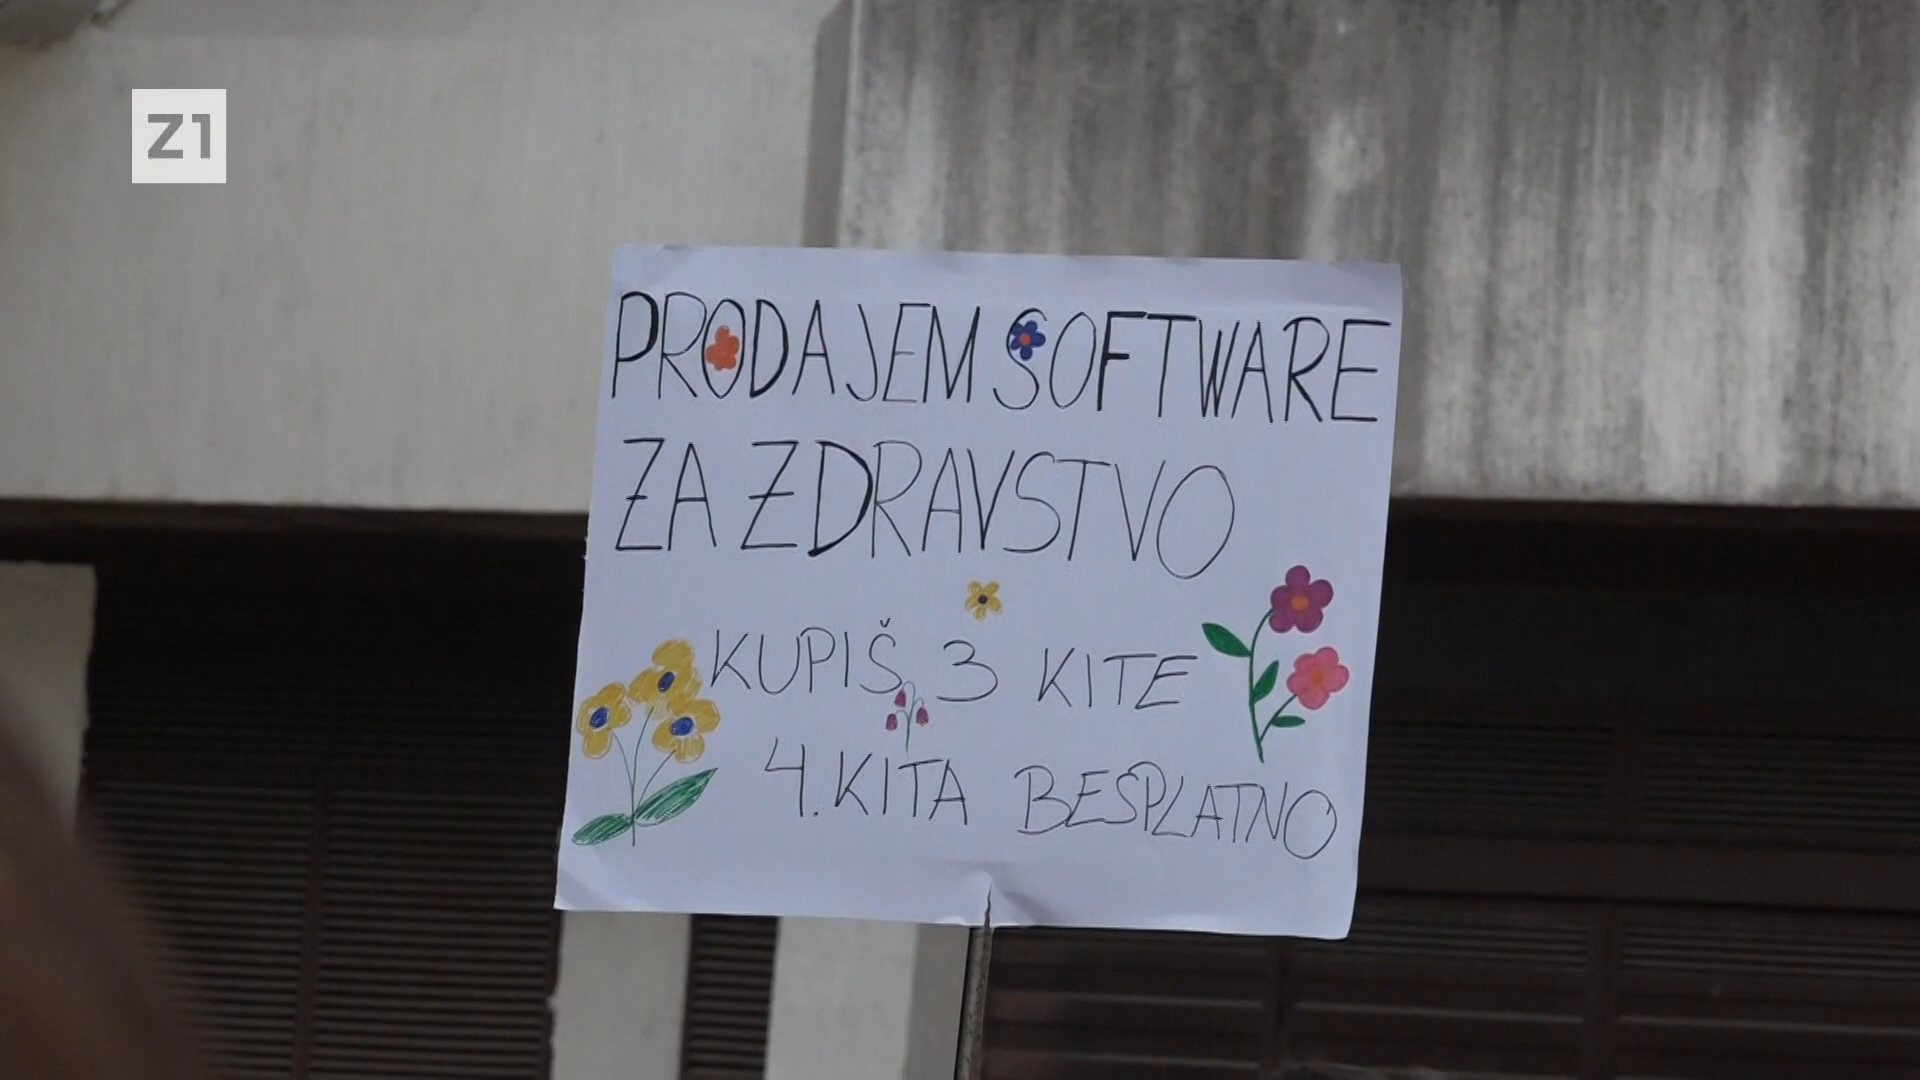 Z1
PRODAJEM SOFTWARE
ZA ZDRAVSTVO
KUPIŠ 3 KITE
4. KITA BESPLATNO